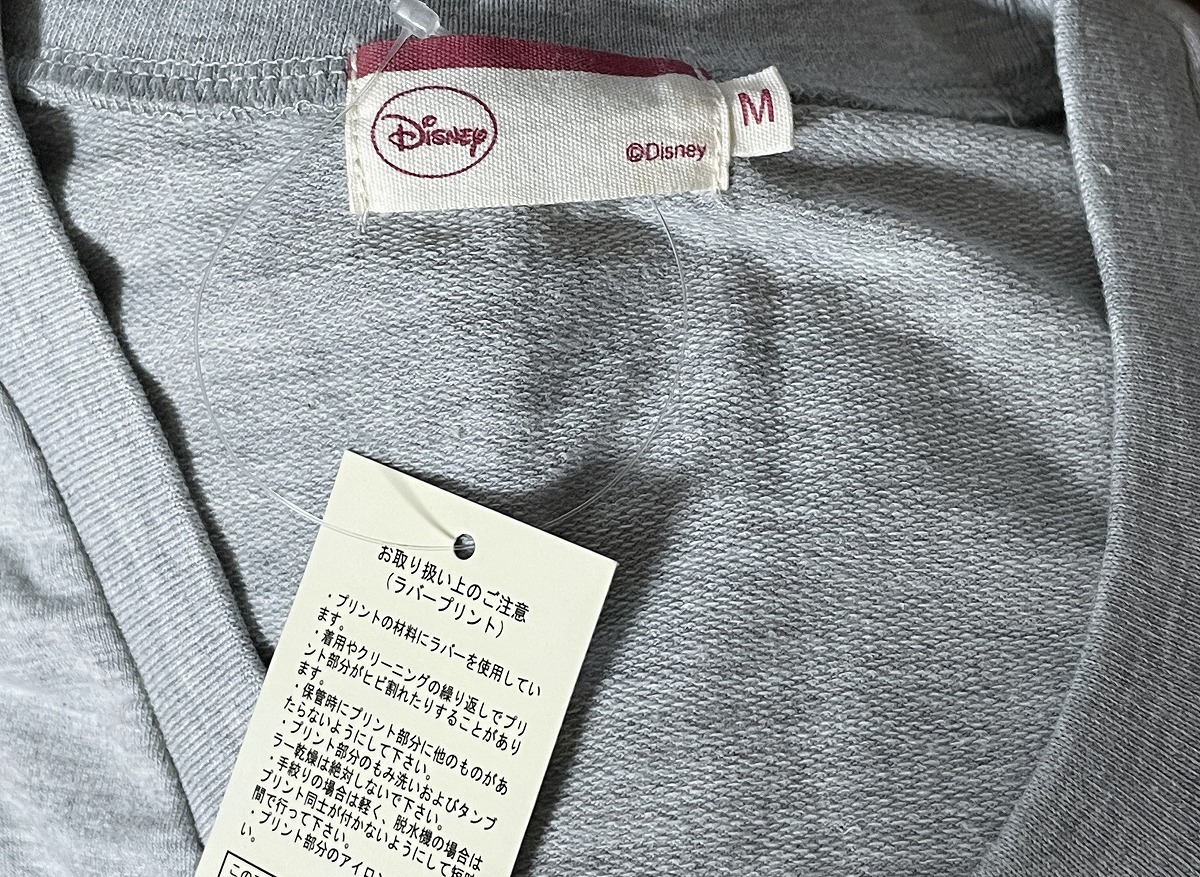 Disney
©Disney
M
お取り扱い上のご注意
（ラバープリント）
・プリントの材料にラバーを使用してい
ます。
・着用やクリーニングの繰り返しでプリ
ント部分がヒビ割れたりすることがあり
ます。
・保管時にプリント部分に他のものがあ
たらないようにして下さい。
・プリント部分のもみ洗いおよびタンブ
ラー乾燥は絶対しないで下さい。
・手絞りの場合は軽く、脱水機の場合は
プリント同士が付かないようにして短時
間で行って下さい。
・プリント部分のアイロン
い。
この